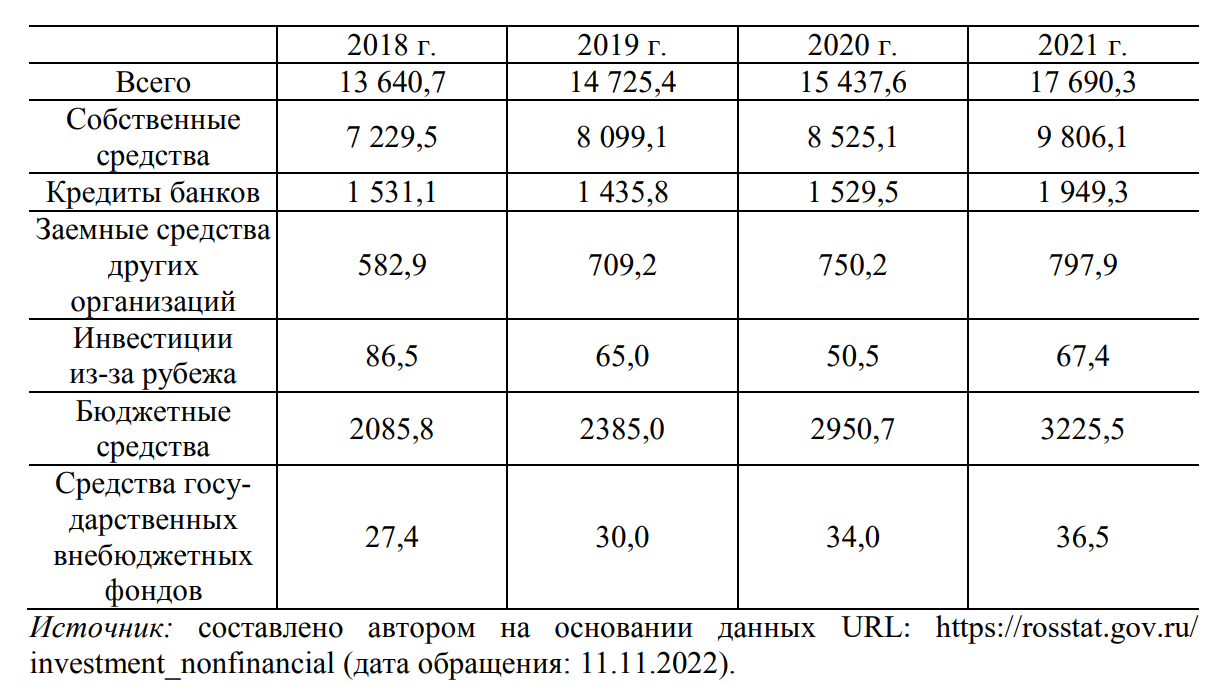 2018 г. 2019 г. 2020 г. 2021 г.
Всего 13 640,7 14 725,4 15 437,6 17 690,3
Собственные
средства 7 229,5 8 099,1 8 525,1 9 806,1
Кредиты банков 1 531,1 1 435,8 1 529,5 1 949,3
Заемные средства
других 582,9 709,2 750,2 797,9
организаций
Инвестиции
из-за рубежа 86,5 65,0 50,5 67,4
Бюджетные
средства 2085,8 2385,0 2950,7 3225,5
Средства госу-
дарственных
внебюджетных 27,4 30,0 34,0 36,5
фондов
Источник: составлено автором на основании данных URL: https://rosstat.gov.ru/
investment_nonfinancial (дата обращения: 11.11.2022).